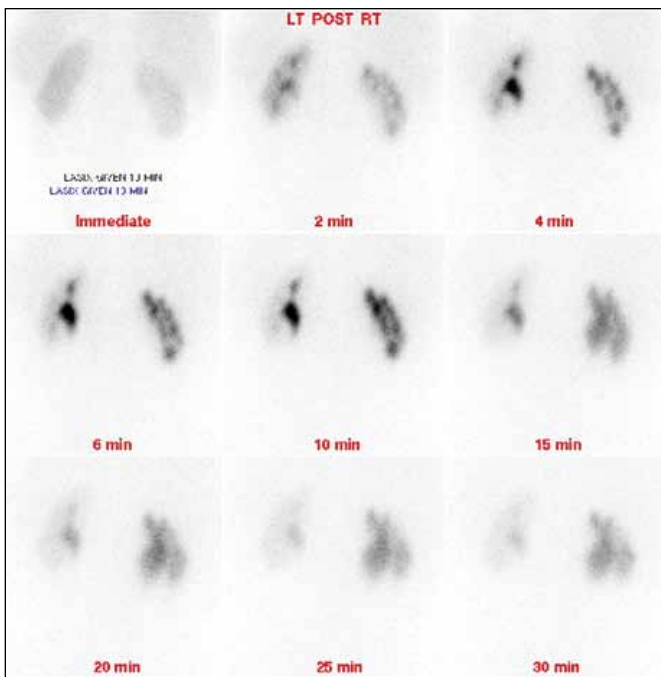 LT POST RT
LASIX GIVEN 10 MIN
LASIX GIVEN 10 MIN
Immediate
2 min
4 min
6 min
10 min
15 min
20 min
25 min
30 min